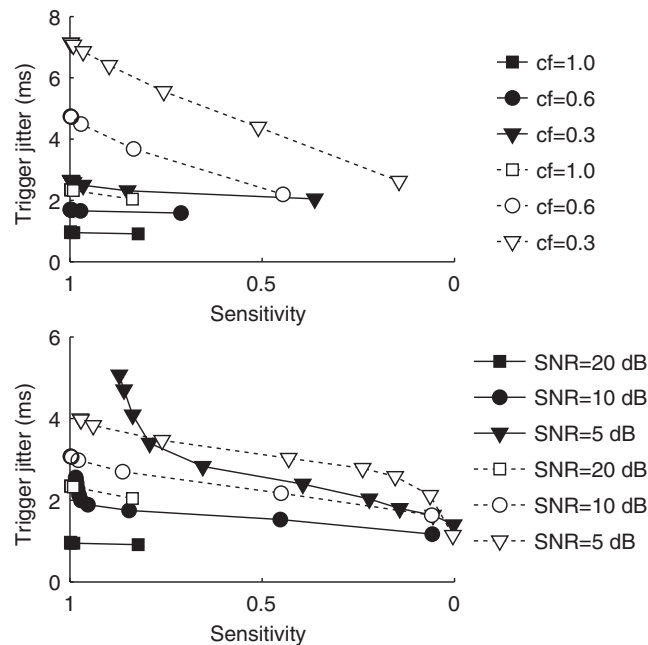 8
6
4
2
0
Trigger jitter (ms)
1
0.5
0
Sensitivity
cf=1.0
cf=0.6
cf=0.3
cf=1.0
cf=0.6
cf=0.3
6
4
2
0
Trigger jitter (ms)
1
0.5
0
Sensitivity
SNR=20 dB
SNR=10 dB
SNR=5 dB
SNR=20 dB
SNR=10 dB
SNR=5 dB